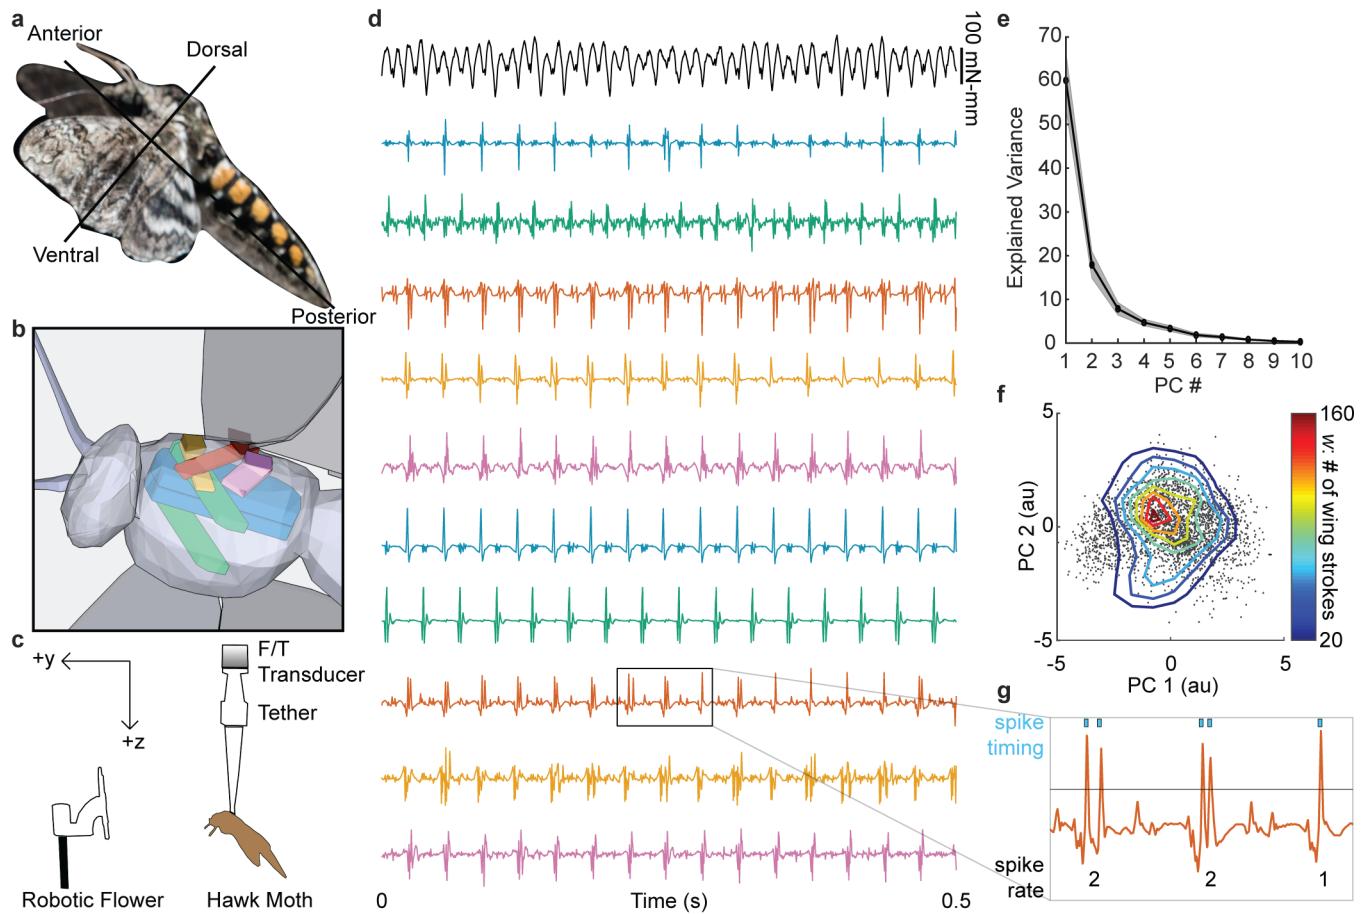 a
Anterior
Dorsal
Ventral
Posterior
b
c
+y
+z
F/T
Transducer
Tether
Robotic Flower
Hawk Moth
d
100 mN-mm
0
Time (s)
0.5
e
70
60
50
40
30
20
10
0
Explained Variance
1 2 3 4 5 6 7 8 9 10
PC #
f
5
0
-5
PC 2 (au)
-5 0 5
PC 1 (au)
160
w: # of wing strokes
20
g
spike
timing
spike
rate
2 2 1